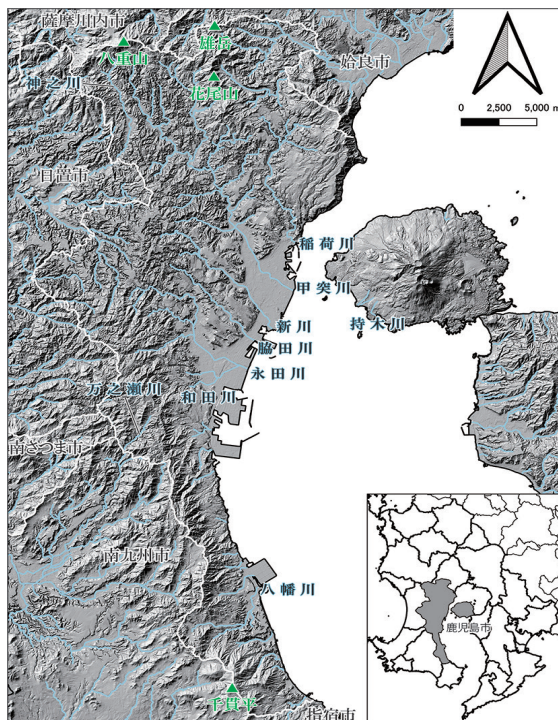 薩摩川内市
雄岳
八重山
姶良市
花尾山
神之川
0 2,500 5,000 m
日置市
稲荷川
甲突川
新川
持木川
脇田川
永田川
万之瀬川
和田川
南さつま市
南九州市
八幡川
鹿児島市
千貫平
指宿市